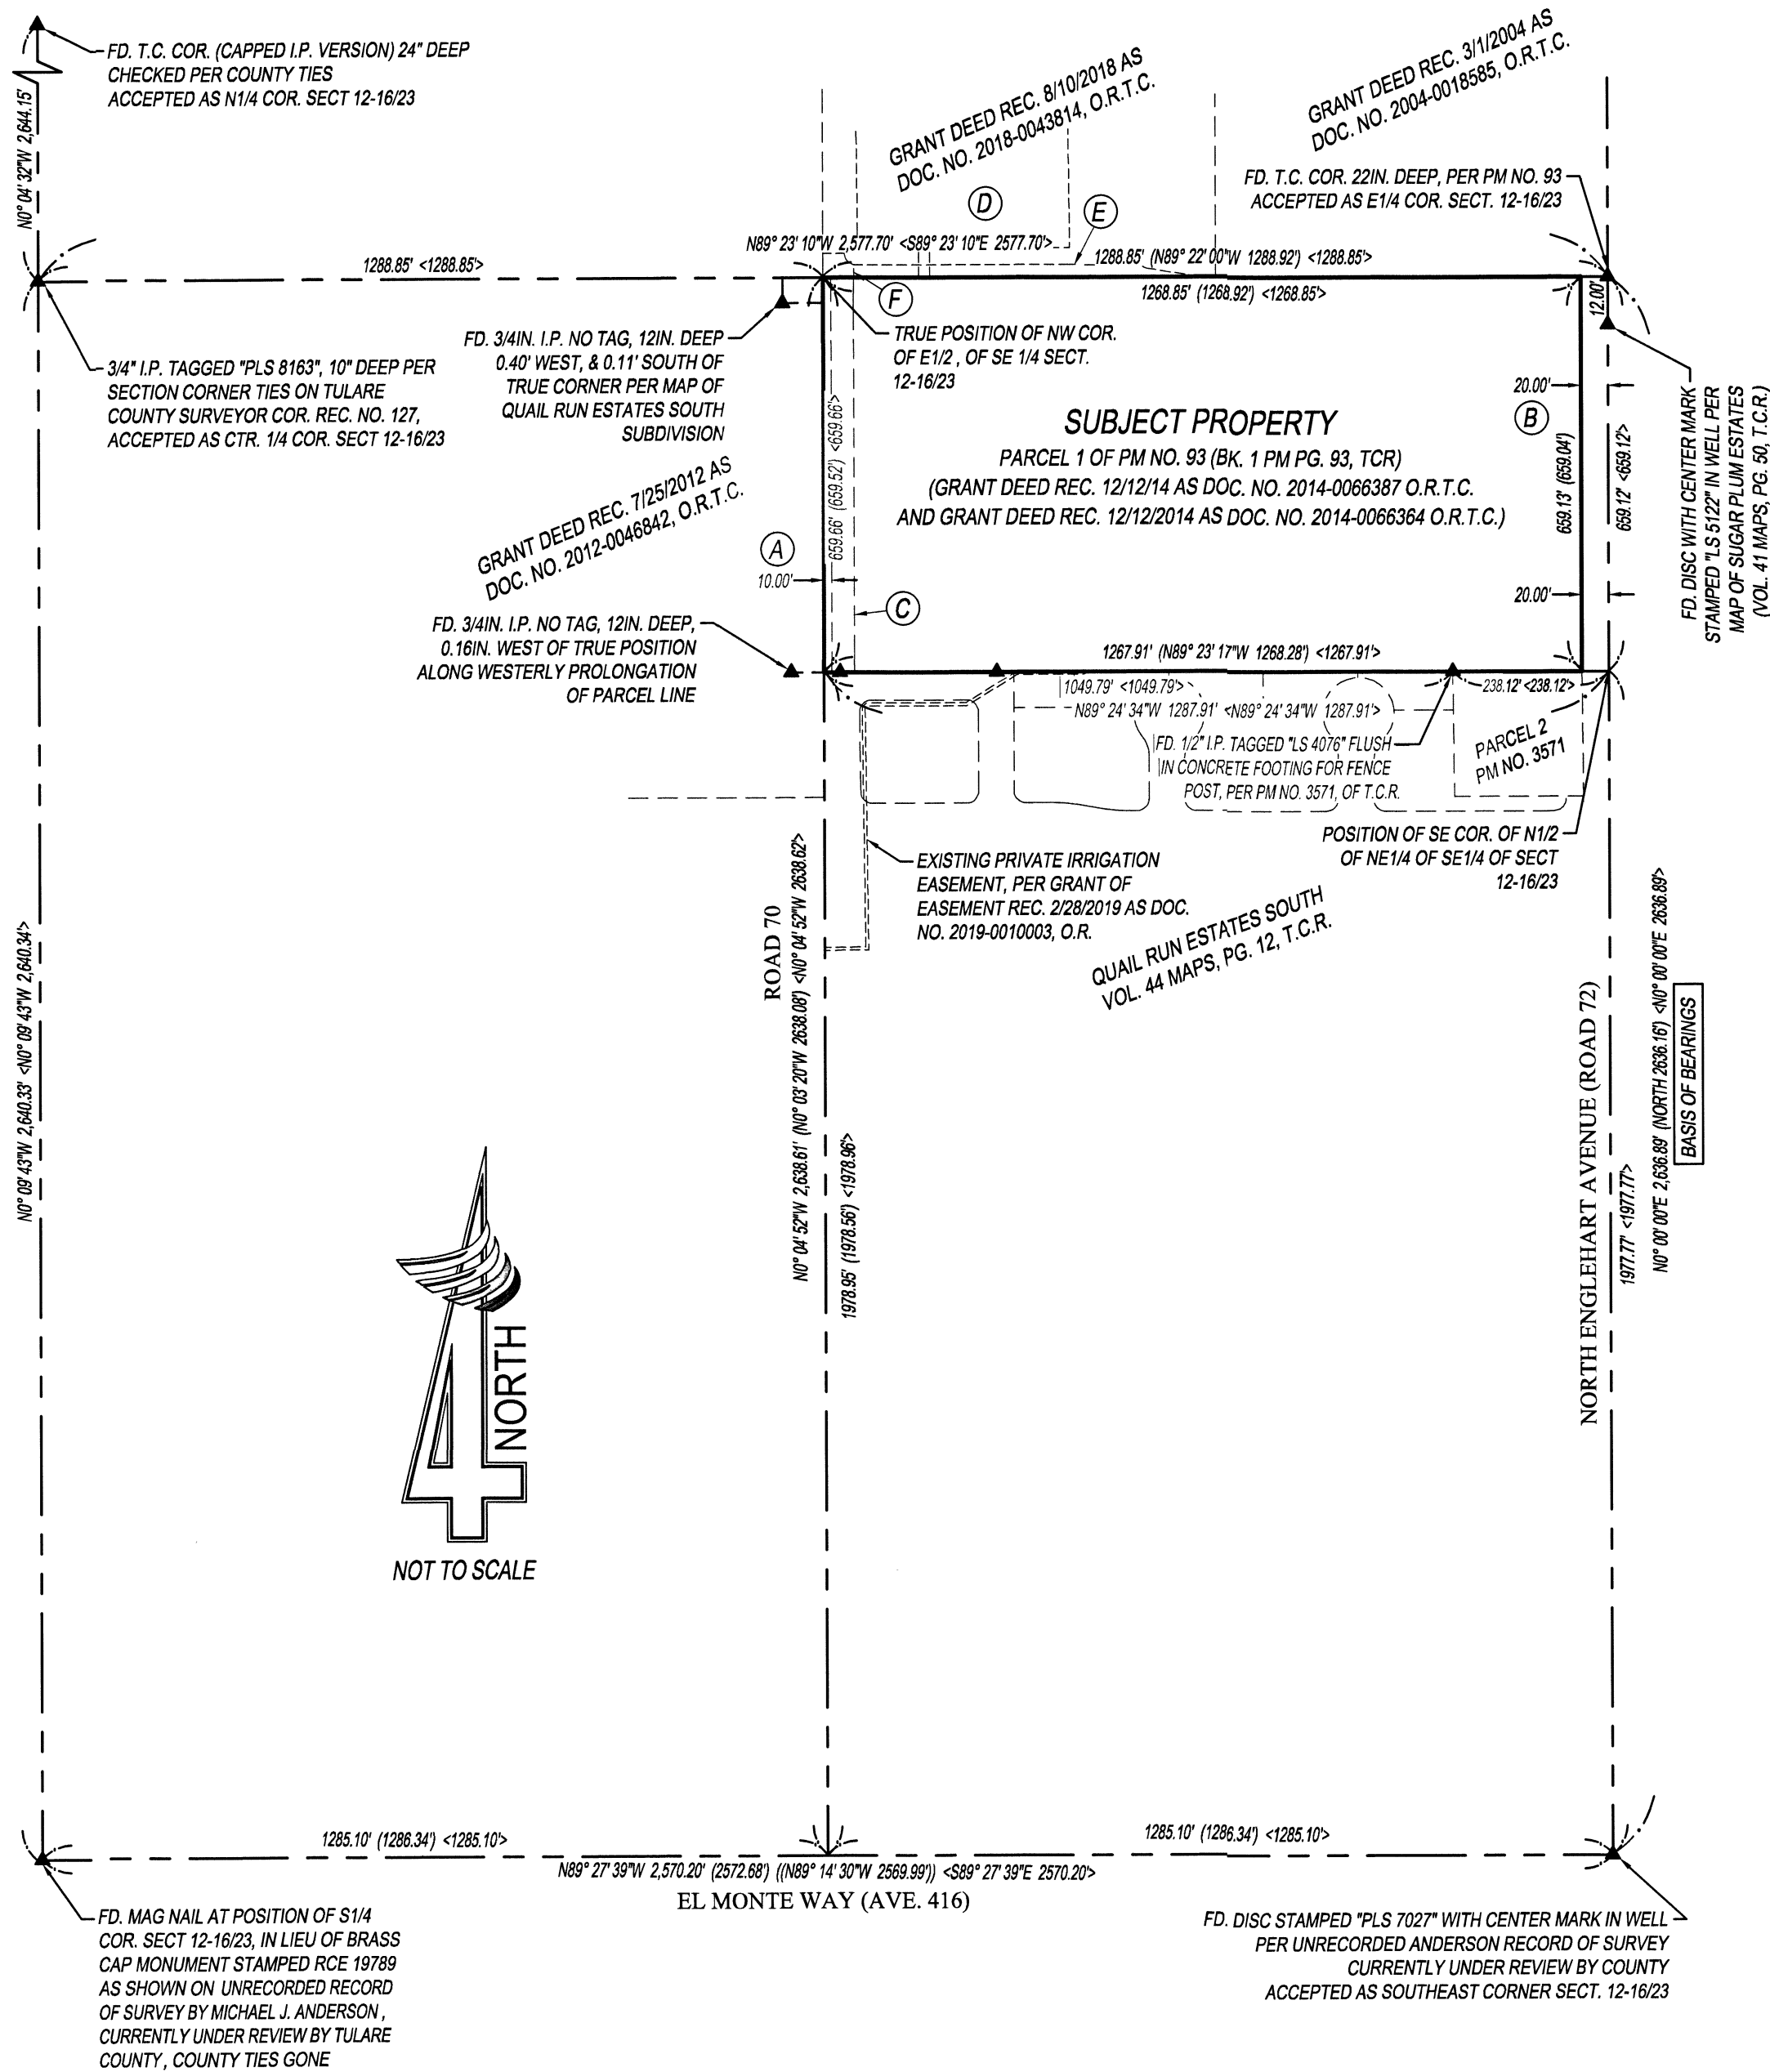 FD. T.C. COR. (CAPPED I.P. VERSION) 24" DEEP
CHECKED PER COUNTY TIES
ACCEPTED AS N1/4 COR. SECT 12-16/23
N0° 04' 32"W 2,644.15'
GRANT DEED REC. 8/10/2018 AS
DOC. NO. 2018-0043814, O.R.T.C.
GRANT DEED REC. 3/1/2004 AS
DOC. NO. 2004-0018585, O.R.T.C.
FD. T.C. COR. 22IN. DEEP, PER PM NO. 93
ACCEPTED AS E1/4 COR. SECT. 12-16/23
D
E
N89° 23' 10"W 2,577.70' <S89° 23' 10"E 2577.70'>
1288.85' <1288.85'>
1288.85' (N89° 22' 00"W 1288.92') <1288.85'>
1268.85' (1268.92') <1268.85'>
F
12.00'
3/4" I.P. TAGGED "PLS 8163", 10" DEEP PER
SECTION CORNER TIES ON TULARE
COUNTY SURVEYOR COR. REC. NO. 127,
ACCEPTED AS CTR. 1/4 COR. SECT 12-16/23
FD. 3/4IN. I.P. NO TAG, 12IN. DEEP
0.40' WEST, & 0.11' SOUTH OF
TRUE CORNER PER MAP OF
QUAIL RUN ESTATES SOUTH
SUBDIVISION
TRUE POSITION OF NW COR.
OF E1/2 , OF SE 1/4 SECT.
12-16/23
SUBJECT PROPERTY
PARCEL 1 OF PM NO. 93 (BK. 1 PM PG. 93, TCR)
(GRANT DEED REC. 12/12/14 AS DOC. NO. 2014-0066387 O.R.T.C.
AND GRANT DEED REC. 12/12/2014 AS DOC. NO. 2014-0066364 O.R.T.C.)
20.00'
B
659.13' (659.04')
659.12' <659.12'>
20.00'
FD. DISC WITH CENTER MARK
STAMPED "LS 5122" IN WELL PER
MAP OF SUGAR PLUM ESTATES
(VOL. 41 MAPS, PG. 50, T.C.R.)
GRANT DEED REC. 7/25/2012 AS
DOC. NO. 2012-0046842, O.R.T.C.
A
10.00'
659.66' (659.52') <659.66'>
C
FD. 3/4IN. I.P. NO TAG, 12IN. DEEP,
0.16IN. WEST OF TRUE POSITION
ALONG WESTERLY PROLONGATION
OF PARCEL LINE
1267.91' (N89° 23' 17"W 1268.28') <1267.91'>
1049.79' <1049.79'>
238.12' <238.12'>
N89° 24' 34"W 1287.91' <N89° 24' 34"W 1287.91'>
FD. 1/2" I.P. TAGGED "LS 4076" FLUSH
IN CONCRETE FOOTING FOR FENCE
POST, PER PM NO. 3571, OF T.C.R.
PARCEL 2
PM NO. 3571
POSITION OF SE COR. OF N1/2
OF NE1/4 OF SE1/4 OF SECT
12-16/23
EXISTING PRIVATE IRRIGATION
EASEMENT, PER GRANT OF
EASEMENT REC. 2/28/2019 AS DOC.
NO. 2019-0010003, O.R.
QUAIL RUN ESTATES SOUTH
VOL. 44 MAPS, PG. 12, T.C.R.
N0° 09' 43"W 2,640.33' <N0° 09' 43"W 2,640.34'>
ROAD 70
N0° 04' 52"W 2,638.61' (N0° 03' 20"W 2638.08') <N0° 04' 52"W 2638.62'>
1978.95' (1978.56') <1978.96'>
NORTH ENGLEHART AVENUE (ROAD 72)
1977.77' <1977.77'>
N0° 00' 00"E 2,636.89' (NORTH 2636.16') <N0° 00' 00"E 2636.89'>
BASIS OF BEARINGS
4
NORTH
NOT TO SCALE
1285.10' (1286.34') <1285.10'>
1285.10' (1286.34') <1285.10'>
N89° 27' 39"W 2,570.20' (2572.68') ((N89° 14' 30"W 2569.99')) <S89° 27' 39"E 2570.20'>
EL MONTE WAY (AVE. 416)
FD. MAG NAIL AT POSITION OF S1/4
COR. SECT 12-16/23, IN LIEU OF BRASS
CAP MONUMENT STAMPED RCE 19789
AS SHOWN ON UNRECORDED RECORD
OF SURVEY BY MICHAEL J. ANDERSON ,
CURRENTLY UNDER REVIEW BY TULARE
COUNTY , COUNTY TIES GONE
FD. DISC STAMPED "PLS 7027" WITH CENTER MARK IN WELL
PER UNRECORDED ANDERSON RECORD OF SURVEY
CURRENTLY UNDER REVIEW BY COUNTY
ACCEPTED AS SOUTHEAST CORNER SECT. 12-16/23